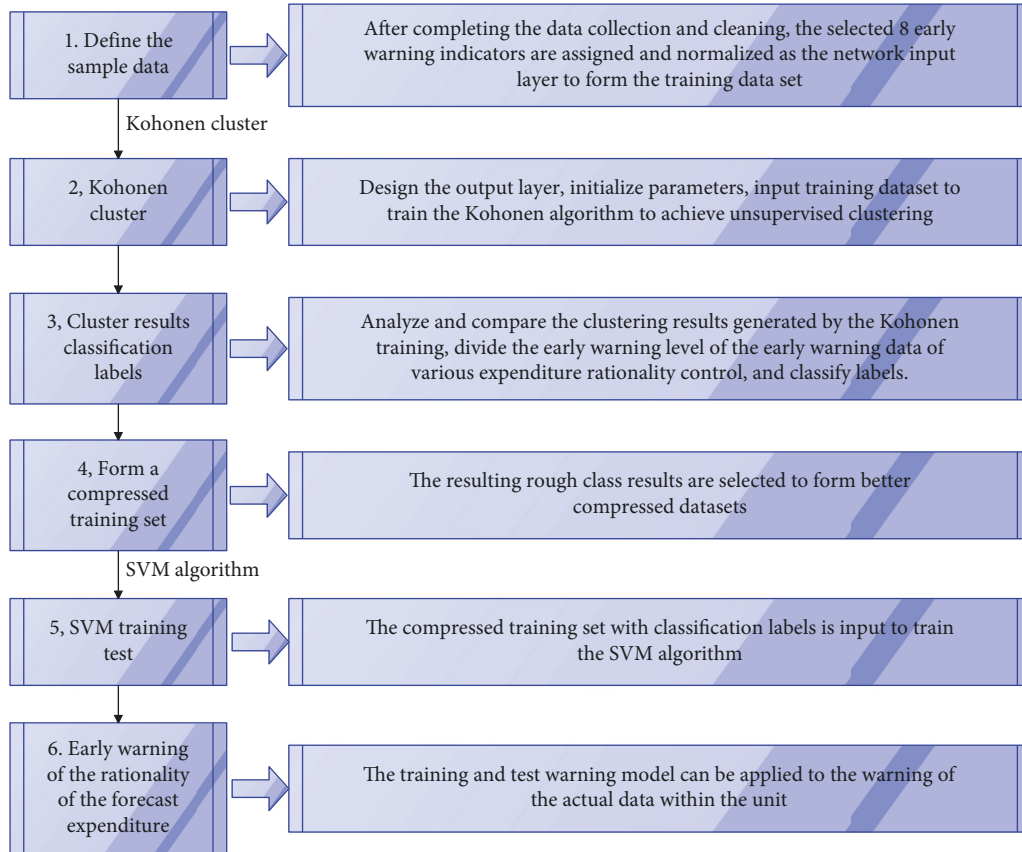 1. Define the
sample data
After completing the data collection and cleaning, the selected 8 early
warning indicators are assigned and normalized as the network input
layer to form the training data set
Kohonen cluster
2, Kohonen
cluster
Design the output layer, initialize parameters, input training dataset to
train the Kohonen algorithm to achieve unsupervised clustering
3, Cluster results
classification
labels
Analyze and compare the clustering results generated by the Kohonen
training, divide the early warning level of the early warning data of
various expenditure rationality control, and classify labels.
4, Form a
compressed
training set
The resulting rough class results are selected to form better
compressed datasets
SVM algorithm
5, SVM training
test
The compressed training set with classification labels is input to train
the SVM algorithm
6. Early warning
of the rationality
of the forecast
expenditure
The training and test warning model can be applied to the warning of
the actual data within the unit